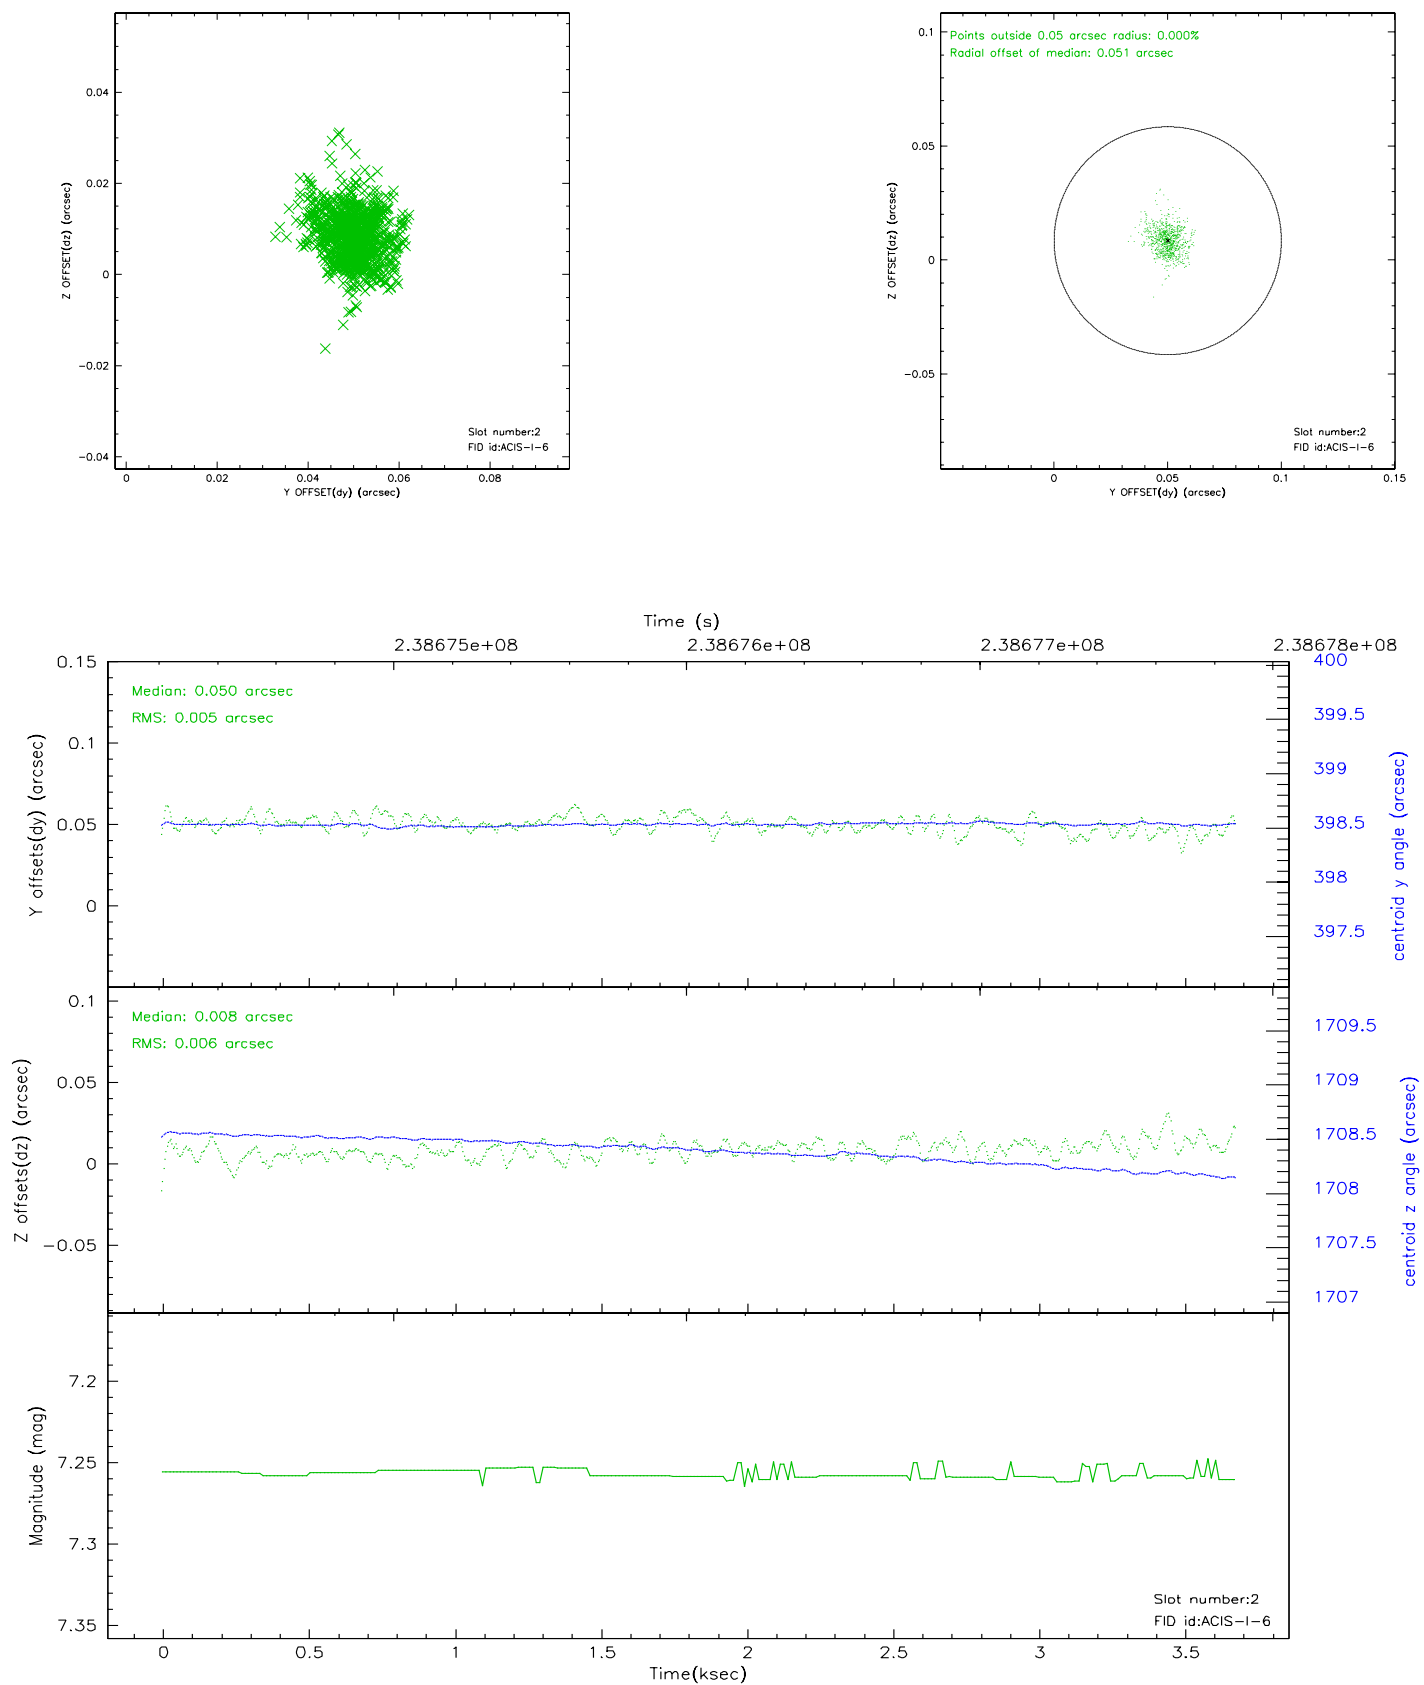 0.04
0.02
0
-0.02
-0.04
Z OFFSET(dz) (arcsec)
Slot number:2
FID id:ACIS-I-6
0 0.02 0.04 0.06 0.08
Y OFFSET(dy) (arcsec)
Points outside 0.05 arcsec radius: 0.000%
Radial offset of median: 0.051 arcsec
0.1
0.05
0
-0.05
Z OFFSET(dz) (arcsec)
Slot number:2
FID id:ACIS-I-6
0 0.05 0.1 0.15
Y OFFSET(dy) (arcsec)
Time (s)
2.38675e+08 2.38676e+08 2.38677e+08 2.38678e+08
Median: 0.050 arcsec
RMS: 0.005 arcsec
0.15
0.1
0.05
0
Y offsets(dy) (arcsec)
400
399.5
399
398.5
398
397.5
centroid y angle (arcsec)
Median: 0.008 arcsec
RMS: 0.006 arcsec
0.1
0.05
0
-0.05
Z offsets(dz) (arcsec)
1709.5
1709
1708.5
1708
1707.5
1707
centroid z angle (arcsec)
7.2
7.25
7.3
7.35
Magnitude (mag)
Slot number:2
FID id:ACIS-I-6
0 0.5 1 1.5 2 2.5 3 3.5
Time(ksec)